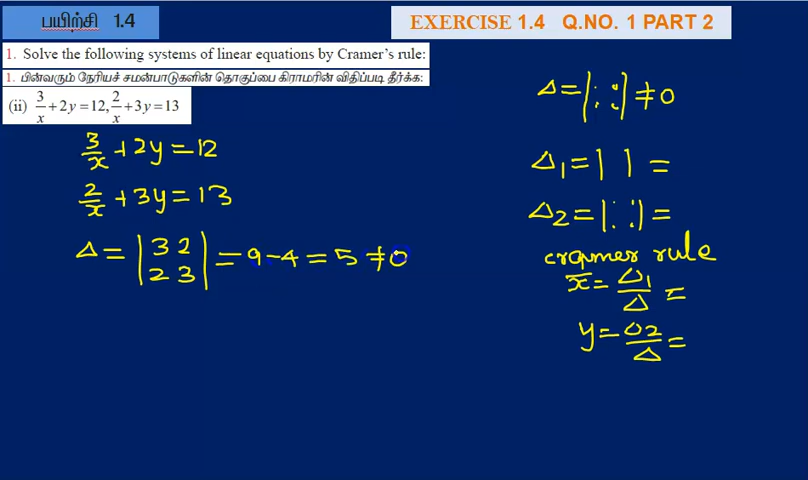 பயிற்சி 1.4
EXERCISE 1.4 Q.NO. 1 PART 2
1. Solve the following systems of linear equations by Cramer's rule:
1. பின்வரும் நேரியச் சமன்பாடுகளின் தொகுப்பை கிராமரின் விதிப்படி தீர்க்க:
(ii) 3/x + 2y = 12, 2/x + 3y = 13
3/x + 2y = 12
2/x + 3y = 13
Δ = |3 2; 2 3| = 9 - 4 = 5 ≠ 0
Δ = |. :; . .| ≠ 0
Δ1 = | | =
Δ2 = |. :; . .| =
cramer rule
x = Δ1/Δ =
y = Δ2/Δ =